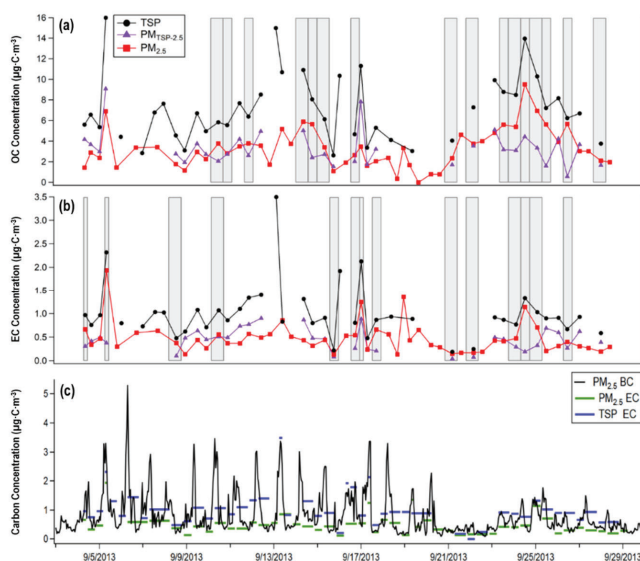 (a)
TSP
PMTSP-2.5
PM2.5
OC Concentration (µg·C·m⁻³)
16
14
12
10
8
6
4
2
0
(b)
EC Concentration (µg·C·m⁻³)
3.5
3.0
2.5
2.0
1.5
1.0
0.5
0.0
(c)
PM2.5 BC
PM2.5 EC
TSP EC
Carbon Concentration (µg·C·m⁻³)
5
4
3
2
1
0
9/5/2013 9/9/2013 9/13/2013 9/17/2013 9/21/2013 9/25/2013 9/29/2013